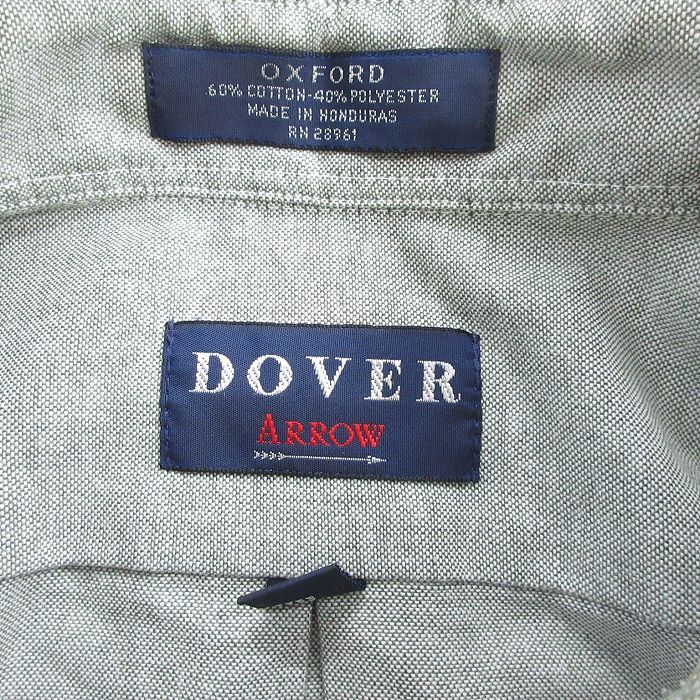 OXFORD
60% COTTON-40% POLYESTER
MADE IN HONDURAS
RN 28961
DOVER
ARROW